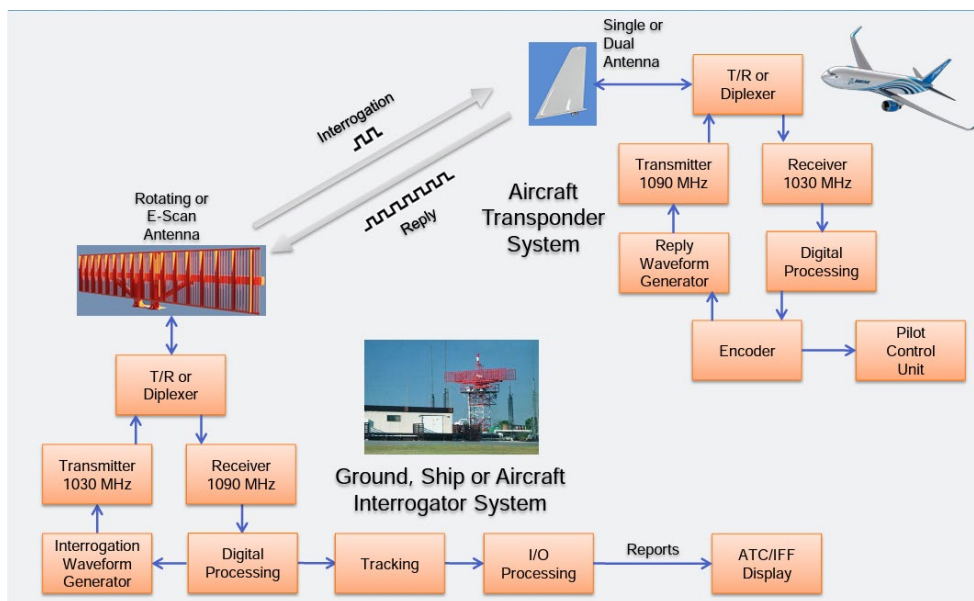 Single or
Dual
Antenna
T/R or
Diplexer
Interrogation
Transmitter
1090 MHz
Receiver
1030 MHz
Rotating or
E-Scan
Antenna
Reply
Aircraft
Transponder
System
Reply
Waveform
Generator
Digital
Processing
Encoder
Pilot
Control
Unit
T/R or
Diplexer
Transmitter
1030 MHz
Receiver
1090 MHz
Ground, Ship or Aircraft
Interrogator System
Interrogation
Waveform
Generator
Digital
Processing
Tracking
I/O
Processing
Reports
ATC/IFF
Display